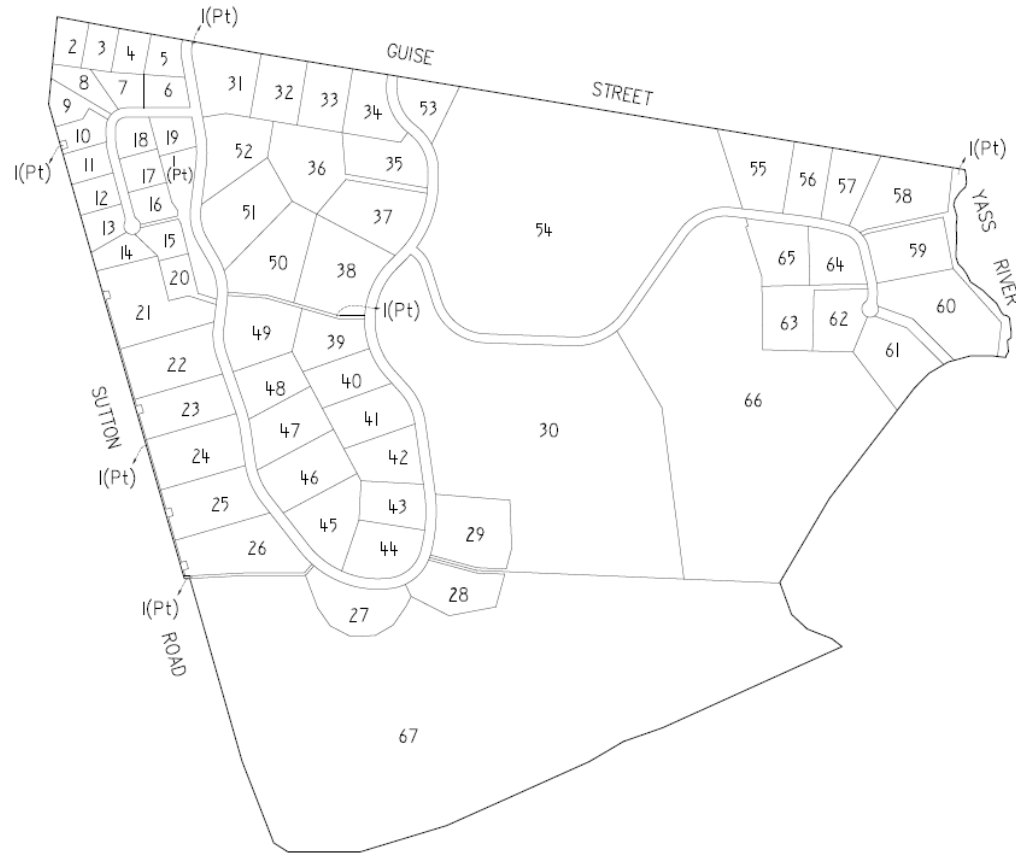 I(Pt)
2 3 4 5
GUISE
STREET
8 7 6
31 32 33 34 53
9
10 18 19
I(Pt)
52 36 35
55 56 57 58
I(Pt)
I(Pt)
11 17
12 16
13
14 15
20
51 37
50 38
54
YASS
RIVER
65 64 59
60
21
I(Pt)
49 39
63 62
61
22 48 40
SUTTON
23 47 41
66
30
24 46 42
I(Pt)
25 45 43
26 44 29
I(Pt)
27 28
ROAD
67